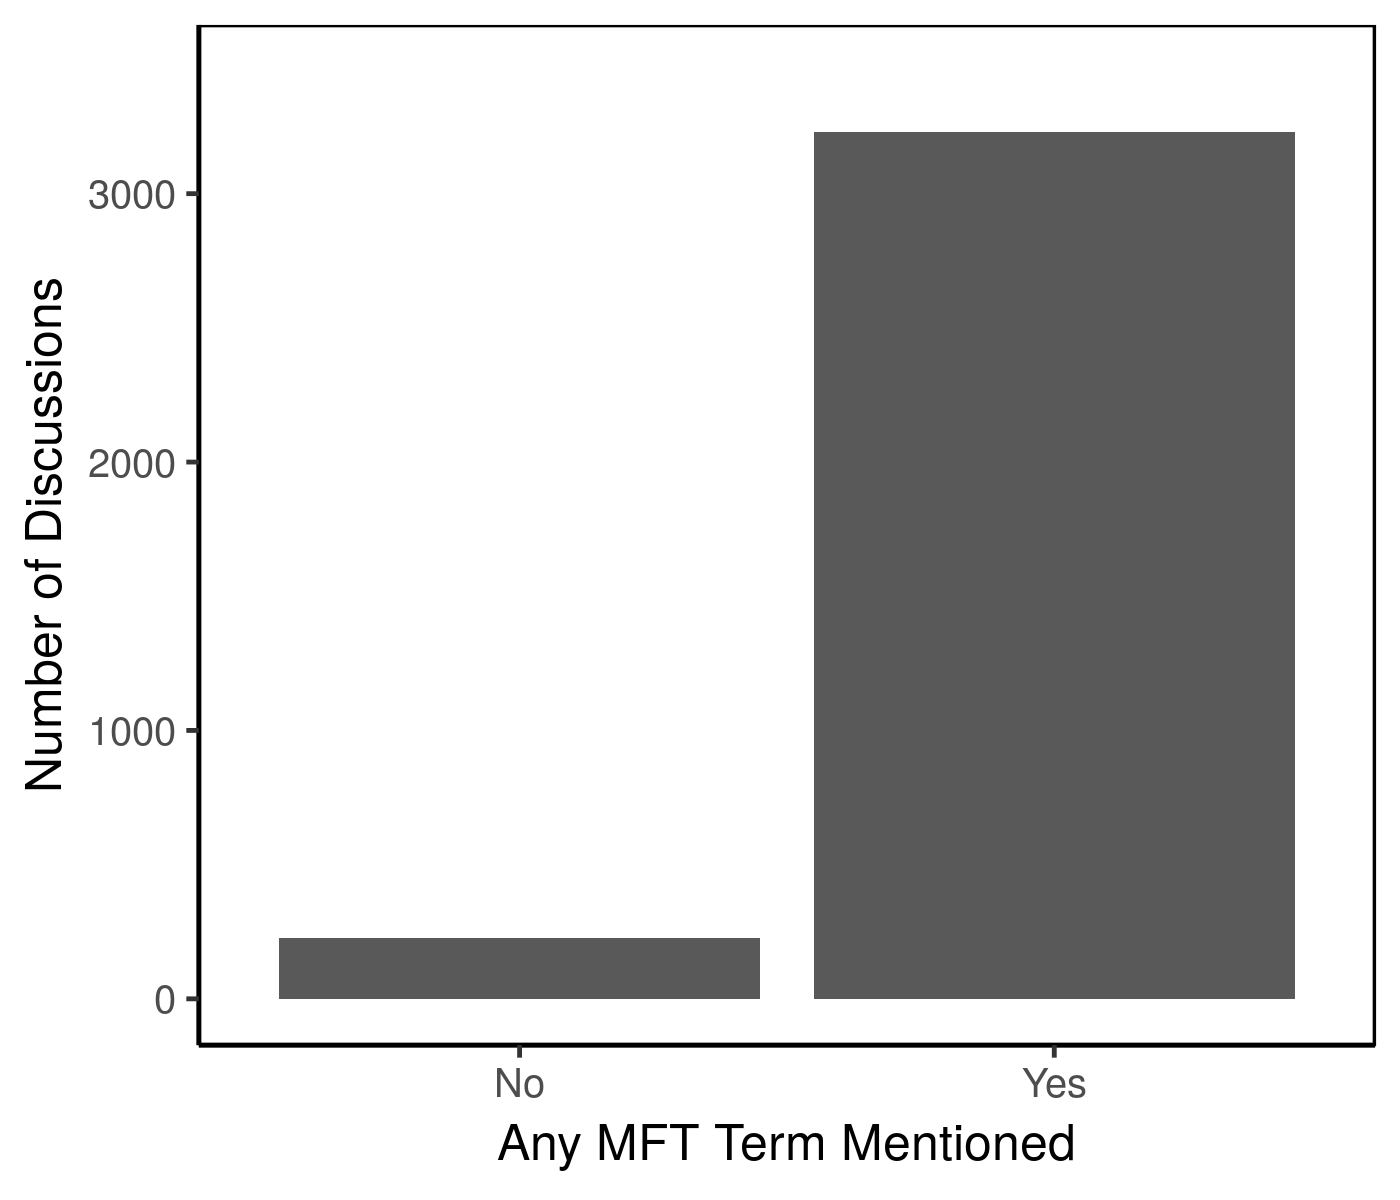 Number of Discussions
3000
2000
1000
0
No
Yes
Any MFT Term Mentioned